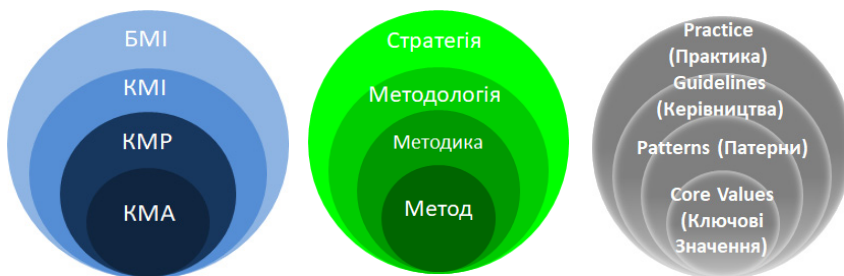 БМІ
КМІ
КМР
КМА
Стратегія
Методологія
Методика
Метод
Practice
(Практика)
Guidelines
(Керівництва)
Patterns (Патерни)
Core Values
(Ключові
Значення)